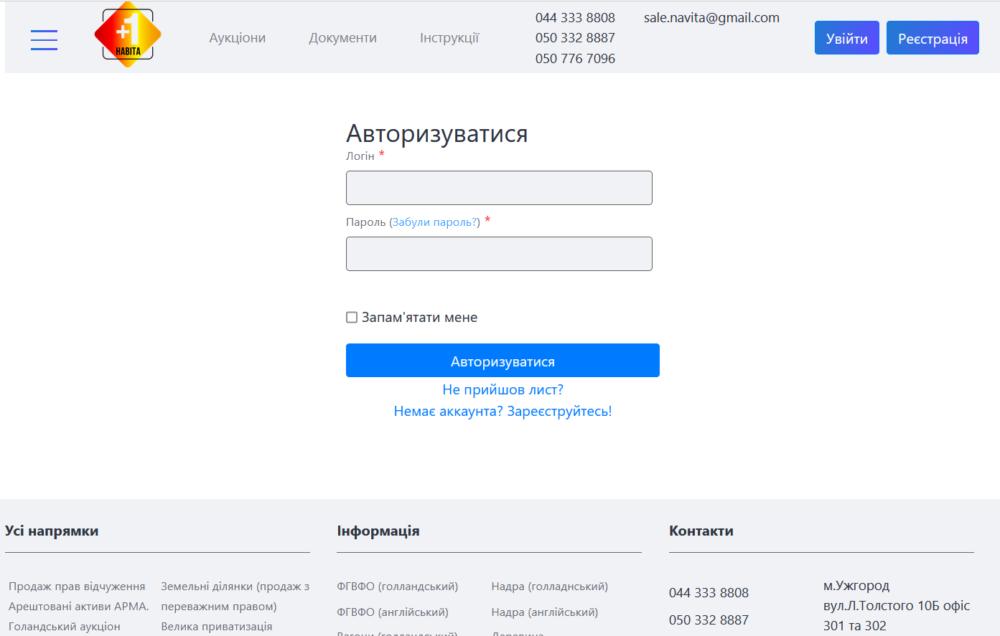 +1
НАВІТА
Аукціони
Документи
Інструкції
044 333 8808
050 332 8887
050 776 7096
sale.navita@gmail.com
Увійти
Реєстрація
Авторизуватися
Логін *
Пароль (Забули пароль?) *
Запам'ятати мене
Авторизуватися
Не прийшов лист?
Немає аккаунта? Зареєструйтесь!
Усі напрямки
Продаж прав відчуження
Арештовані активи АРМА.
Голандський аукціон
Земельні ділянки (продаж з
переважним правом)
Велика приватизація
Інформація
ФГВФО (голландський)
ФГВФО (англійський)
Вагони (голландський)
Надра (голладнський)
Надра (англійський)
Деревина
Контакти
044 333 8808
050 332 8887
м.Ужгород
вул.Л.Толстого 10Б офіс
301 та 302